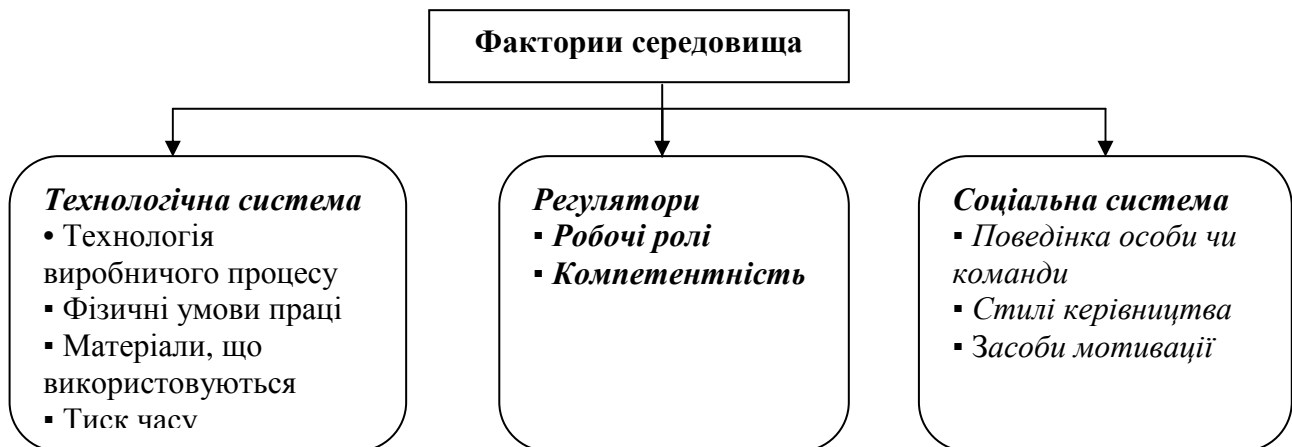 Фактории середовища
Технологічна система
• Технологія
виробничого процесу
▪ Фізичні умови праці
▪ Матеріали, що
використовуються
▪ Тиск часу
Регулятори
▪ Робочі ролі
▪ Компетентність
Соціальна система
▪ Поведінка особи чи
команди
▪ Стилі керівництва
▪ Засоби мотивації